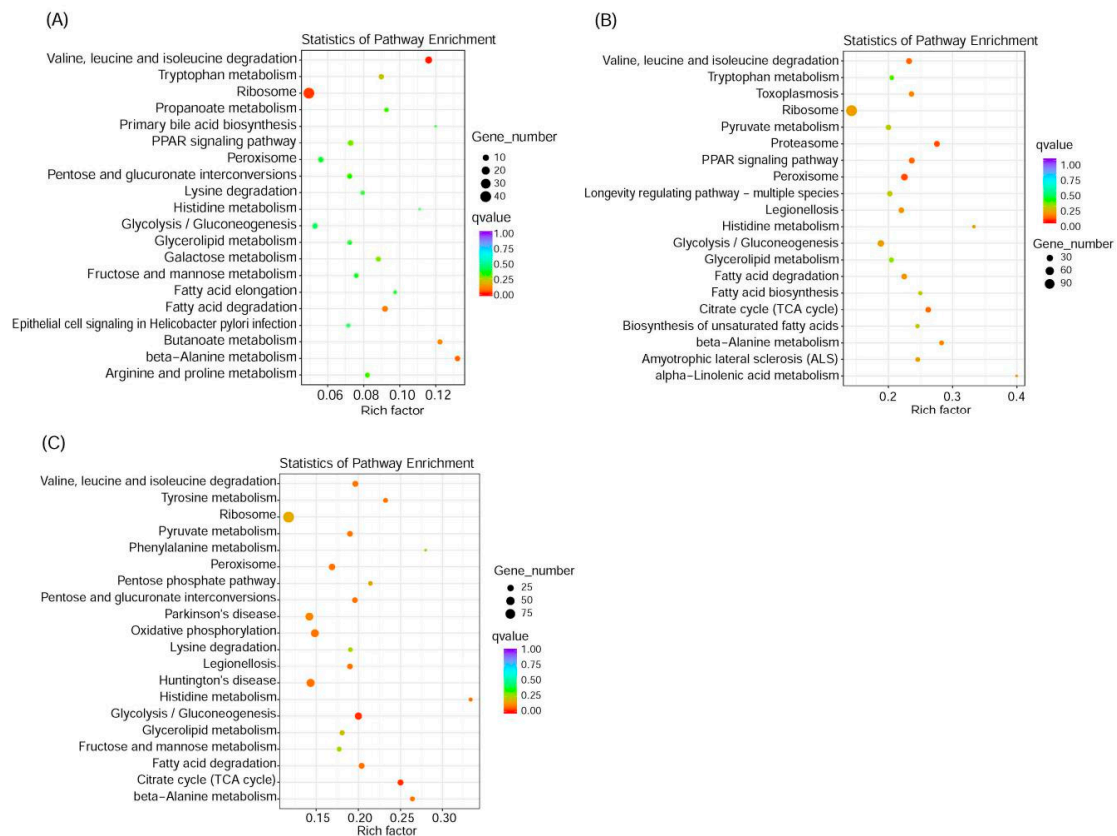 (A)
Statistics of Pathway Enrichment
Valine, leucine and isoleucine degradation
Tryptophan metabolism
Ribosome
Propanoate metabolism
Primary bile acid biosynthesis
PPAR signaling pathway
Peroxisome
Pentose and glucuronate interconversions
Lysine degradation
Histidine metabolism
Glycolysis / Gluconeogenesis
Glycerolipid metabolism
Galactose metabolism
Fructose and mannose metabolism
Fatty acid elongation
Fatty acid degradation
Epithelial cell signaling in Helicobacter pylori infection
Butanoate metabolism
beta−Alanine metabolism
Arginine and proline metabolism
0.06 0.08 0.10 0.12
Rich factor
Gene_number
10
20
30
40
qvalue
1.00
0.75
0.50
0.25
0.00
(B)
Statistics of Pathway Enrichment
Valine, leucine and isoleucine degradation
Tryptophan metabolism
Toxoplasmosis
Ribosome
Pyruvate metabolism
Proteasome
PPAR signaling pathway
Peroxisome
Longevity regulating pathway − multiple species
Legionellosis
Histidine metabolism
Glycolysis / Gluconeogenesis
Glycerolipid metabolism
Fatty acid degradation
Fatty acid biosynthesis
Citrate cycle (TCA cycle)
Biosynthesis of unsaturated fatty acids
beta−Alanine metabolism
Amyotrophic lateral sclerosis (ALS)
alpha−Linolenic acid metabolism
0.2 0.3 0.4
Rich factor
qvalue
1.00
0.75
0.50
0.25
0.00
Gene_number
30
60
90
(C)
Statistics of Pathway Enrichment
Valine, leucine and isoleucine degradation
Tyrosine metabolism
Ribosome
Pyruvate metabolism
Phenylalanine metabolism
Peroxisome
Pentose phosphate pathway
Pentose and glucuronate interconversions
Parkinson's disease
Oxidative phosphorylation
Lysine degradation
Legionellosis
Huntington's disease
Histidine metabolism
Glycolysis / Gluconeogenesis
Glycerolipid metabolism
Fructose and mannose metabolism
Fatty acid degradation
Citrate cycle (TCA cycle)
beta−Alanine metabolism
0.15 0.20 0.25 0.30
Rich factor
Gene_number
25
50
75
qvalue
1.00
0.75
0.50
0.25
0.00